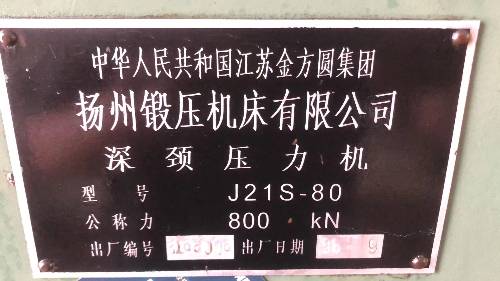 中华人民共和国江苏金方圆集团
扬州锻压机床有限公司
深颈压力机
型号 J21S-80
公称力 800 kN
出厂编号 出厂日期 9